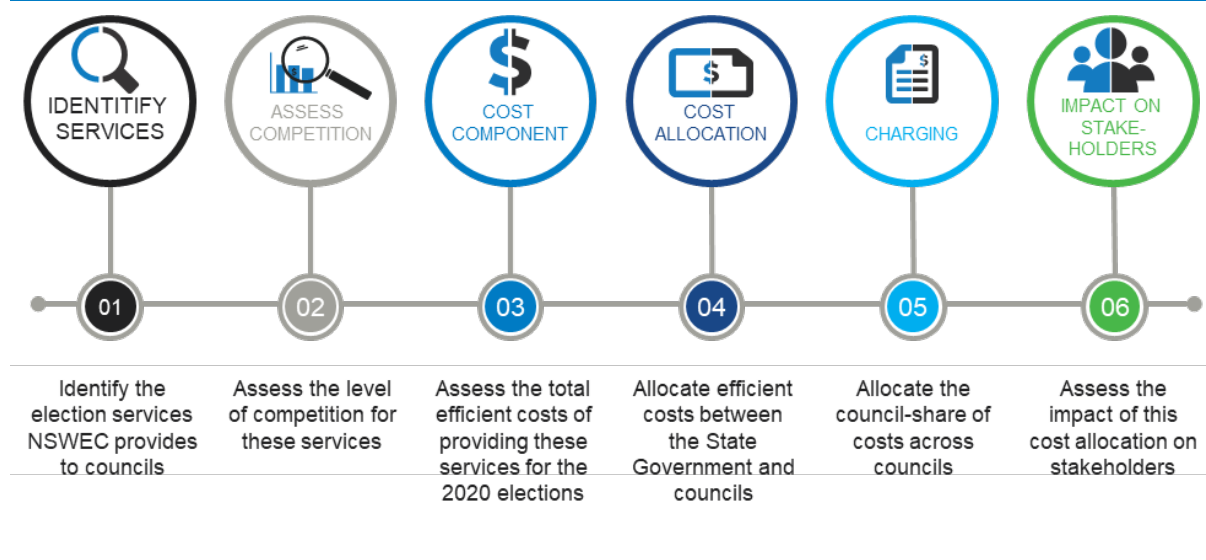 IDENTITIFY
SERVICES
ASSESS
COMPETITION
$
COST
COMPONENT
$
COST
ALLOCATION
$
CHARGING
IMPACT ON
STAKE-
HOLDERS
01
02
03
04
05
06
Identify the
election services
NSWEC provides
to councils
Assess the level
of competition for
these services
Assess the total
efficient costs of
providing these
services for the
2020 elections
Allocate efficient
costs between
the State
Government and
councils
Allocate the
council-share of
costs across
councils
Assess the
impact of this
cost allocation on
stakeholders